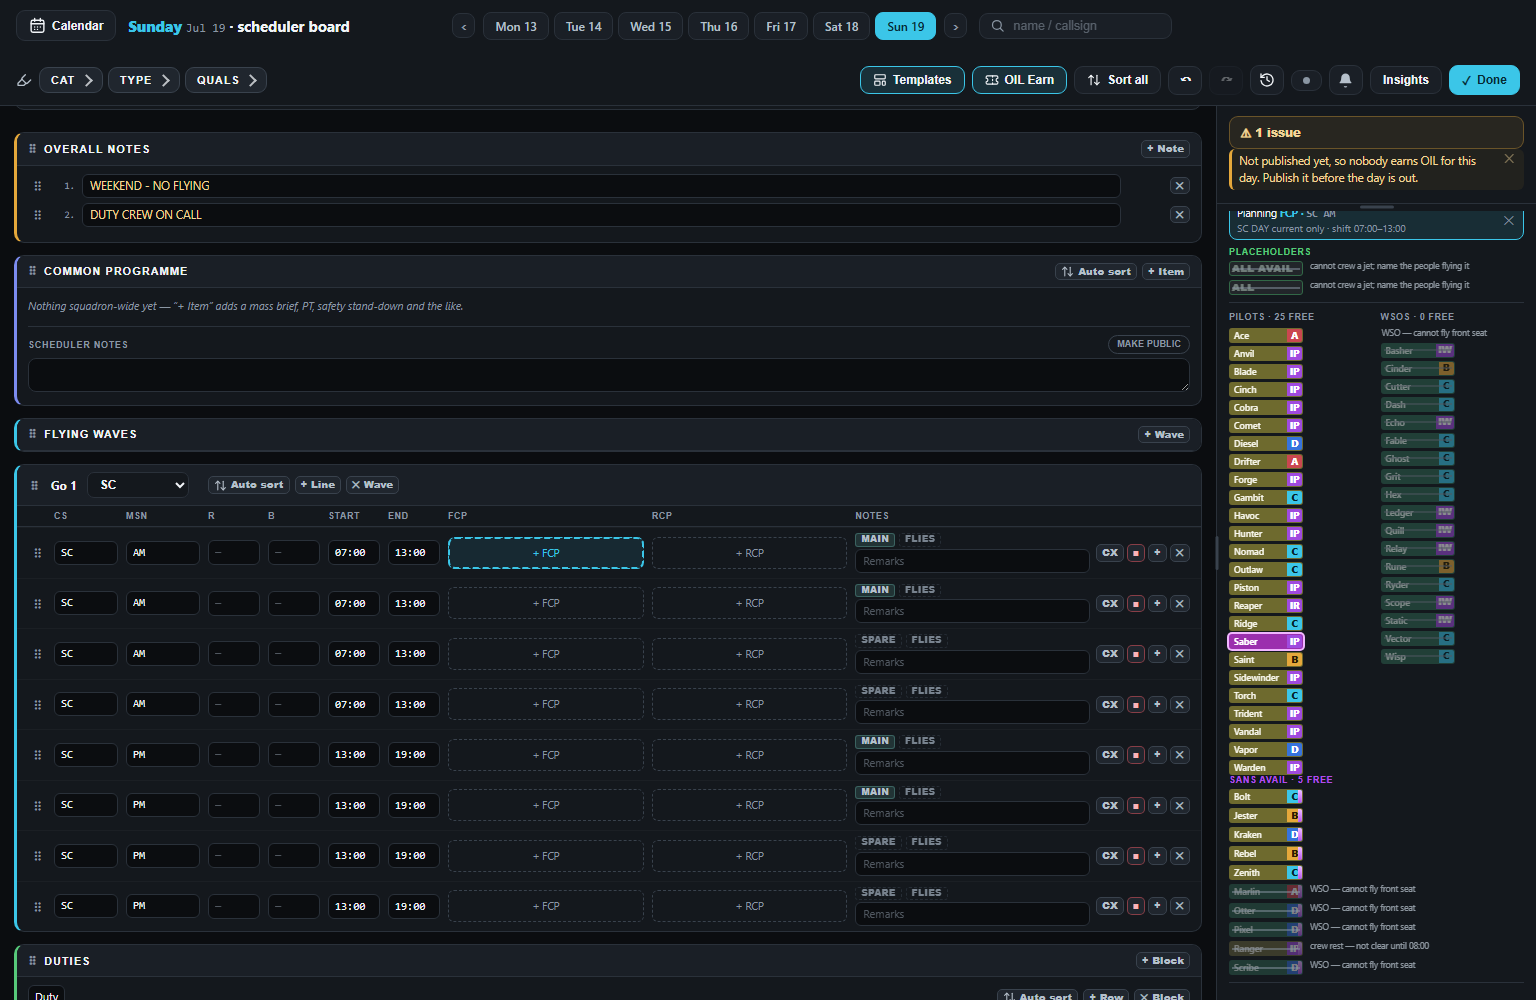 Calendar
Sunday Jul 19 · scheduler board
‹
Mon 13
Tue 14
Wed 15
Thu 16
Fri 17
Sat 18
Sun 19
›
name / callsign
CAT
TYPE
QUALS
Templates
OIL Earn
Sort all
Insights
✓ Done
OVERALL NOTES
+ Note
1. WEEKEND - NO FLYING
2. DUTY CREW ON CALL
COMMON PROGRAMME
Auto sort
+ Item
Nothing squadron-wide yet — "+ Item" adds a mass brief, PT, safety stand-down and the like.
SCHEDULER NOTES
MAKE PUBLIC
FLYING WAVES
+ Wave
Go 1
SC
Auto sort
+ Line
✕ Wave
CS MSN R B START END FCP RCP NOTES
MAIN FLIES
SC AM – – 07:00 13:00 + FCP + RCP Remarks CX ■ + ✕
MAIN FLIES
SC AM – – 07:00 13:00 + FCP + RCP Remarks CX ■ + ✕
SPARE FLIES
SC AM – – 07:00 13:00 + FCP + RCP Remarks CX ■ + ✕
SPARE FLIES
SC AM – – 07:00 13:00 + FCP + RCP Remarks CX ■ + ✕
MAIN FLIES
SC PM – – 13:00 19:00 + FCP + RCP Remarks CX ■ + ✕
MAIN FLIES
SC PM – – 13:00 19:00 + FCP + RCP Remarks CX ■ + ✕
SPARE FLIES
SC PM – – 13:00 19:00 + FCP + RCP Remarks CX ■ + ✕
SPARE FLIES
SC PM – – 13:00 19:00 + FCP + RCP Remarks CX ■ + ✕
DUTIES
+ Block
Duty
Auto sort
+ Row
✕ Block
⚠ 1 issue
Not published yet, so nobody earns OIL for this
day. Publish it before the day is out.
Planning FCP · SC AM
SC DAY current only · shift 07:00–13:00
PLACEHOLDERS
ALL AVAIL cannot crew a jet; name the people flying it
ALL cannot crew a jet; name the people flying it
PILOTS · 25 FREE
Ace A
Anvil IP
Blade IP
Cinch IP
Cobra IP
Comet IP
Diesel D
Drifter A
Forge IP
Gambit C
Havoc IP
Hunter IP
Nomad C
Outlaw C
Piston IP
Reaper IR
Ridge C
Saber IP
Saint B
Sidewinder IP
Torch C
Trident IP
Vandal IP
Vapor D
Warden IP
WSOS · 0 FREE
WSO — cannot fly front seat
Basher IW
Cinder B
Cutter C
Dash C
Echo IW
Fable C
Ghost C
Grit C
Hex C
Ledger IW
Quill IW
Relay IW
Rune B
Ryder C
Scope IW
Static IW
Vector C
Wisp C
SANS AVAIL · 5 FREE
Bolt C
Jester B
Kraken D
Rebel B
Zenith C
Marlin A WSO — cannot fly front seat
Otter D WSO — cannot fly front seat
Pixel D WSO — cannot fly front seat
Ranger IP crew rest — not clear until 08:00
Scribe D WSO — cannot fly front seat